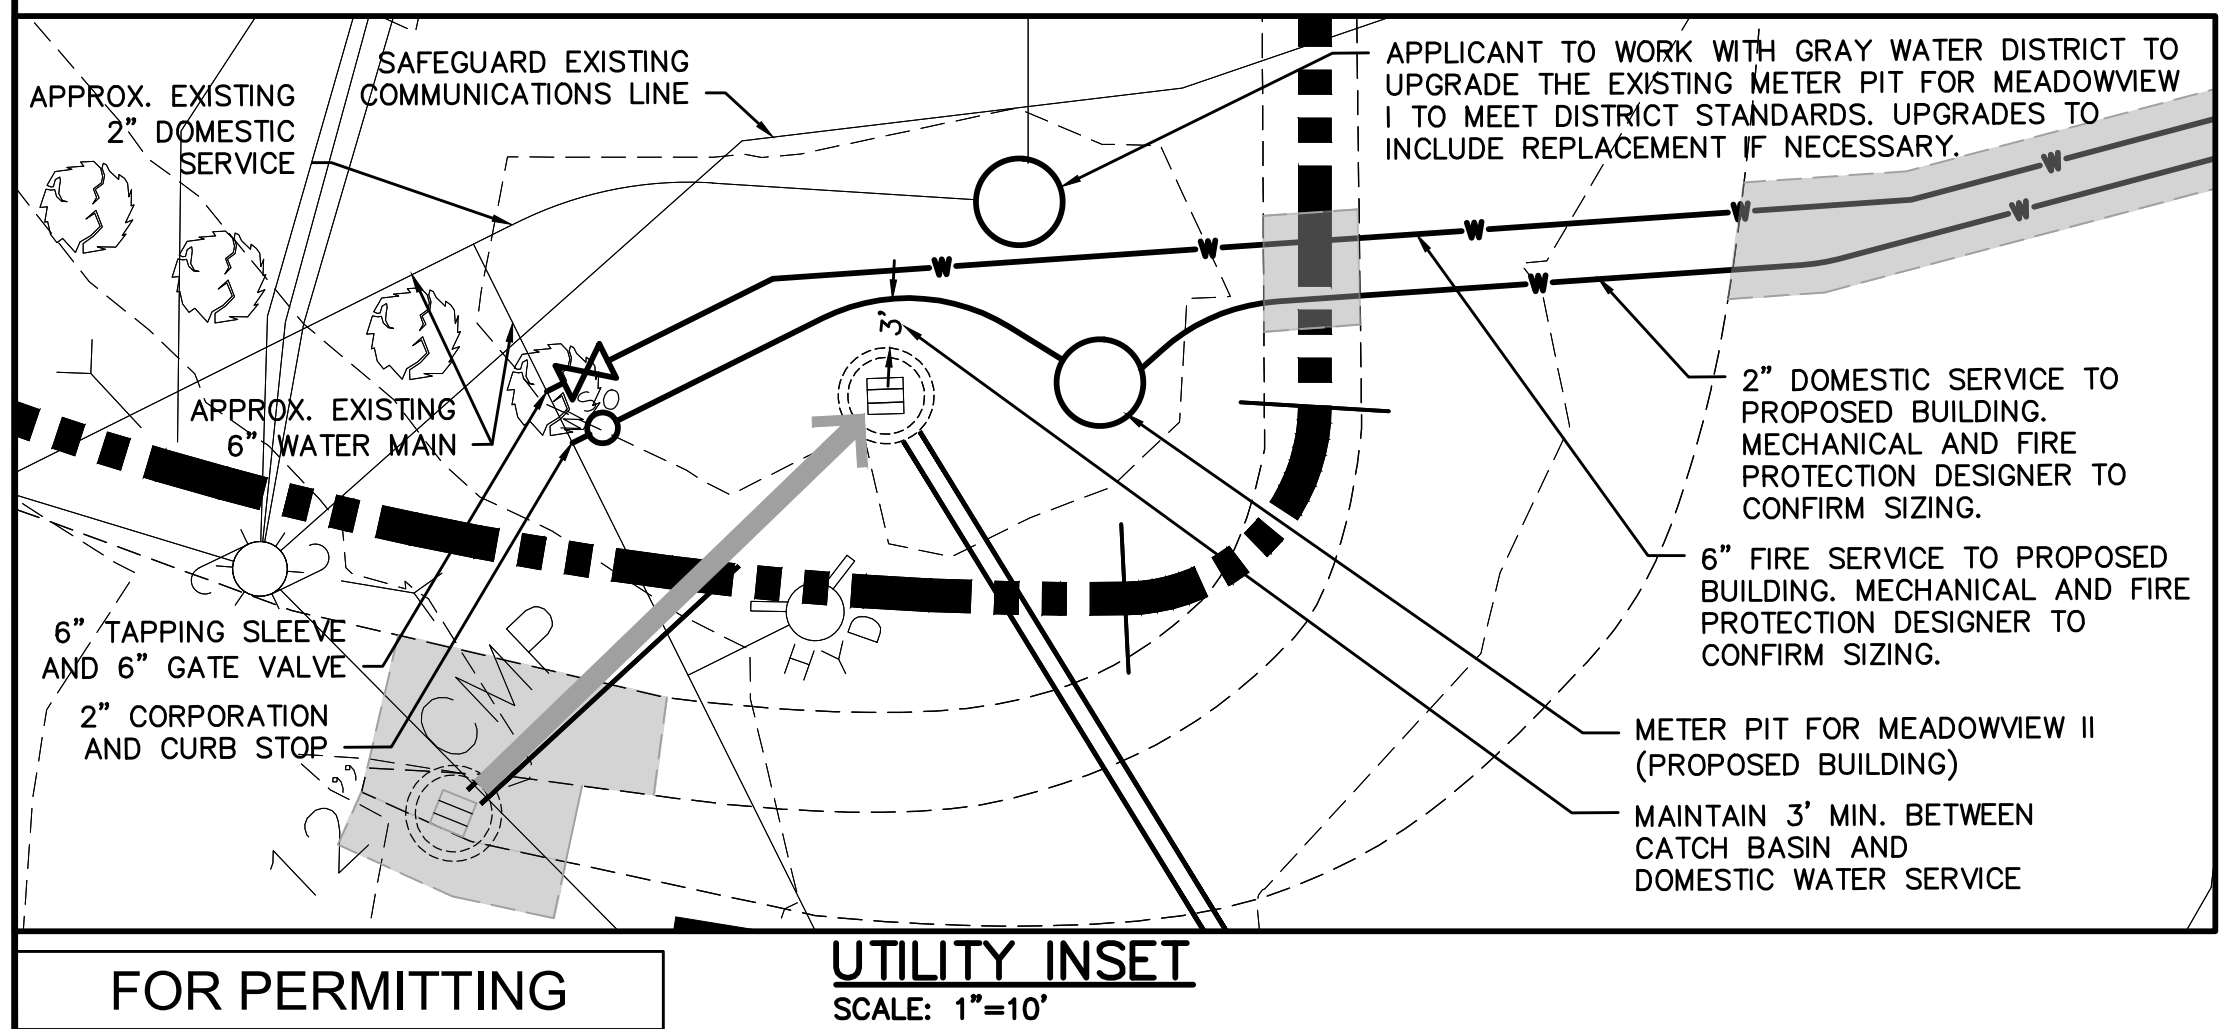 APPROX. EXISTING
2” DOMESTIC
SERVICE
SAFEGUARD EXISTING
COMMUNICATIONS LINE
APPLICANT TO WORK WITH GRAY WATER DISTRICT TO
UPGRADE THE EXISTING METER PIT FOR MEADOWVIEW
I TO MEET DISTRICT STANDARDS. UPGRADES TO
INCLUDE REPLACEMENT IF NECESSARY.
W
W
W
W
W
W
W
3’
APPROX. EXISTING
6” WATER MAIN
SO
2” DOMESTIC SERVICE TO
PROPOSED BUILDING.
MECHANICAL AND FIRE
PROTECTION DESIGNER TO
CONFIRM SIZING.
6” FIRE SERVICE TO PROPOSED
BUILDING. MECHANICAL AND FIRE
PROTECTION DESIGNER TO
CONFIRM SIZING.
6” TAPPING SLEEVE
AND 6” GATE VALVE
2” CORPORATION
AND CURB STOP
12” CMP
HYD
METER PIT FOR MEADOWVIEW II
(PROPOSED BUILDING)
MAINTAIN 3’ MIN. BETWEEN
CATCH BASIN AND
DOMESTIC WATER SERVICE
FOR PERMITTING
UTILITY INSET
SCALE: 1”=10’